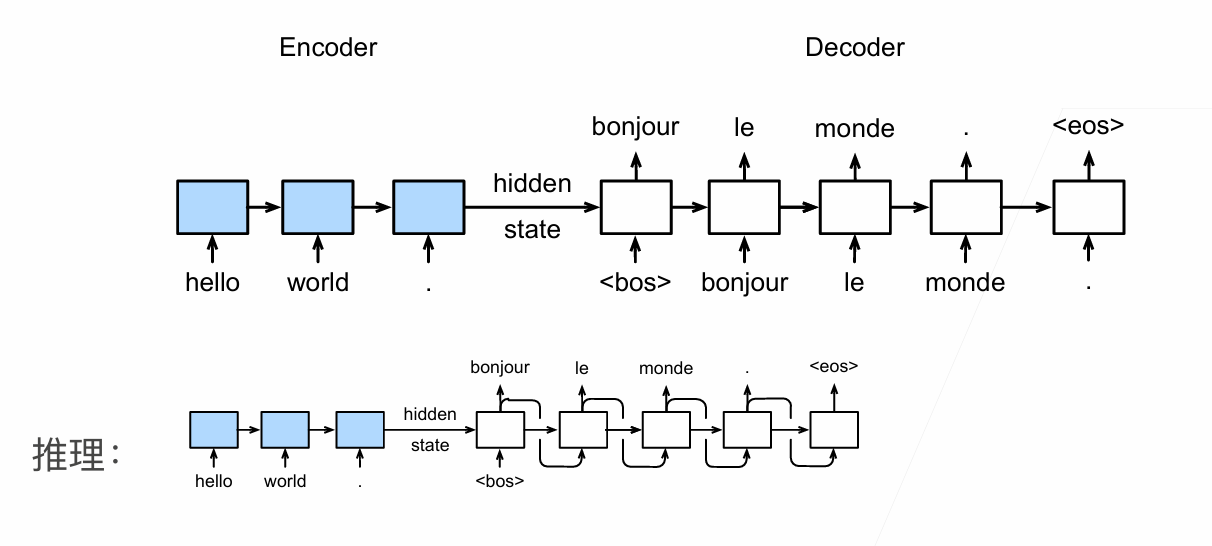 Encoder Decoder
bonjour le monde . <eos>
hidden
state
hello world . <bos> bonjour le monde .
bonjour le monde . <eos>
hidden
state
推理：
hello world . <bos>